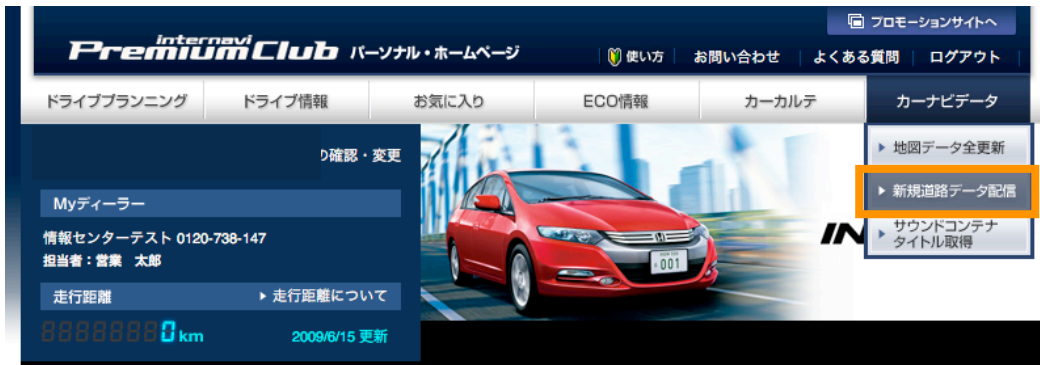 プロモーションサイトへ
internavi
PremiumClub パーソナル・ホームページ
使い方 お問い合わせ よくある質問 ログアウト
ドライブプランニング ドライブ情報 お気に入り ECO情報 カーカルテ カーナビデータ
の確認・変更
地図データ全更新
新規道路データ配信
サウンドコンテナ
タイトル取得
Myディーラー
情報センターテスト 0120-738-147
担当者：営業 太郎
走行距離 走行距離について
0 km 2009/6/15 更新
001
IN